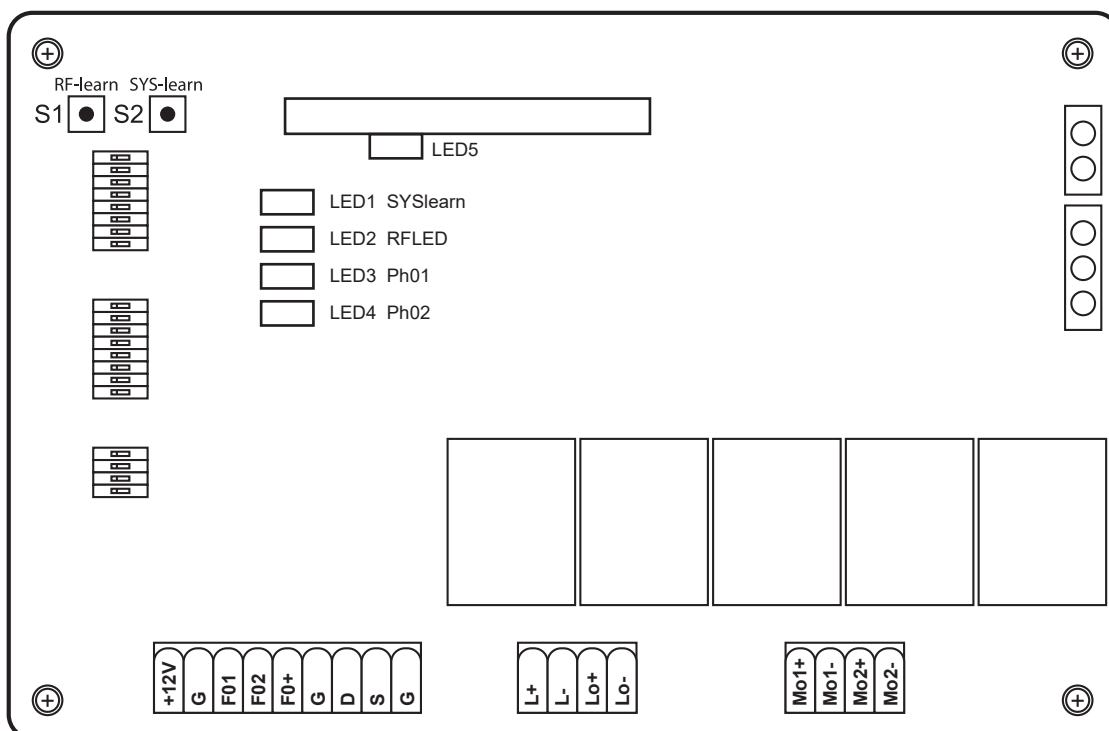 RF-learn SYS-learn
S1 S2
LED5
LED1 SYSlearn
LED2 RFLED
LED3 Ph01
LED4 Ph02
+12V G F01 F02 F0+ G D S G
L+ L- Lo+ Lo-
Mo1+ Mo1- Mo2+ Mo2-